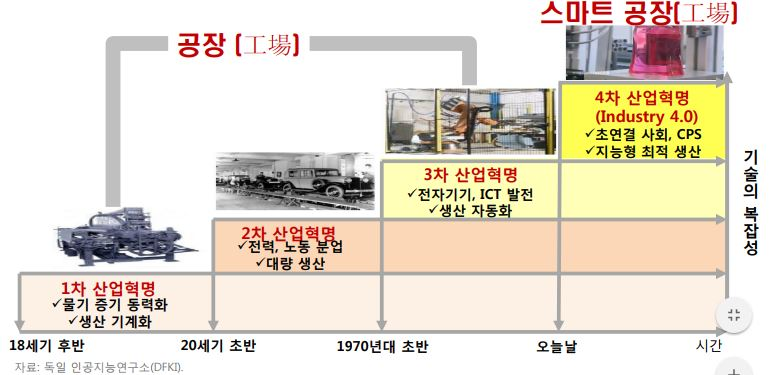 스마트 공장(工場)
공장 (工場)
4차 산업혁명
(Industry 4.0)
✓초연결 사회, CPS
✓지능형 최적 생산
3차 산업혁명
✓전자기기, ICT 발전
✓생산 자동화
2차 산업혁명
✓전력, 노동 분업
✓대량 생산
1차 산업혁명
✓물기 증기 동력화
✓생산 기계화
기술의 복잡성
18세기 후반
20세기 초반
1970년대 초반
오늘날
시간
자료: 독일 인공지능연구소(DFKI).